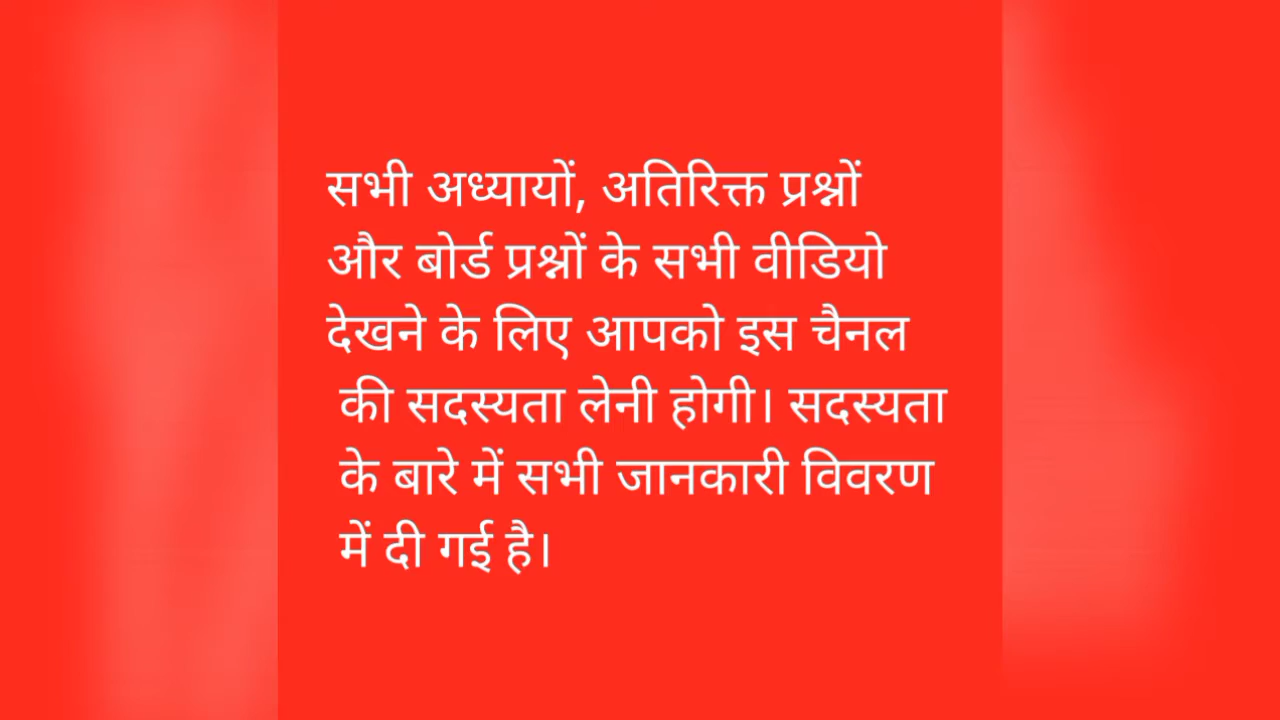 सभी अध्यायों, अतिरिक्त प्रश्नों
और बोर्ड प्रश्नों के सभी वीडियो
देखने के लिए आपको इस चैनल
की सदस्यता लेनी होगी। सदस्यता
के बारे में सभी जानकारी विवरण
में दी गई है।